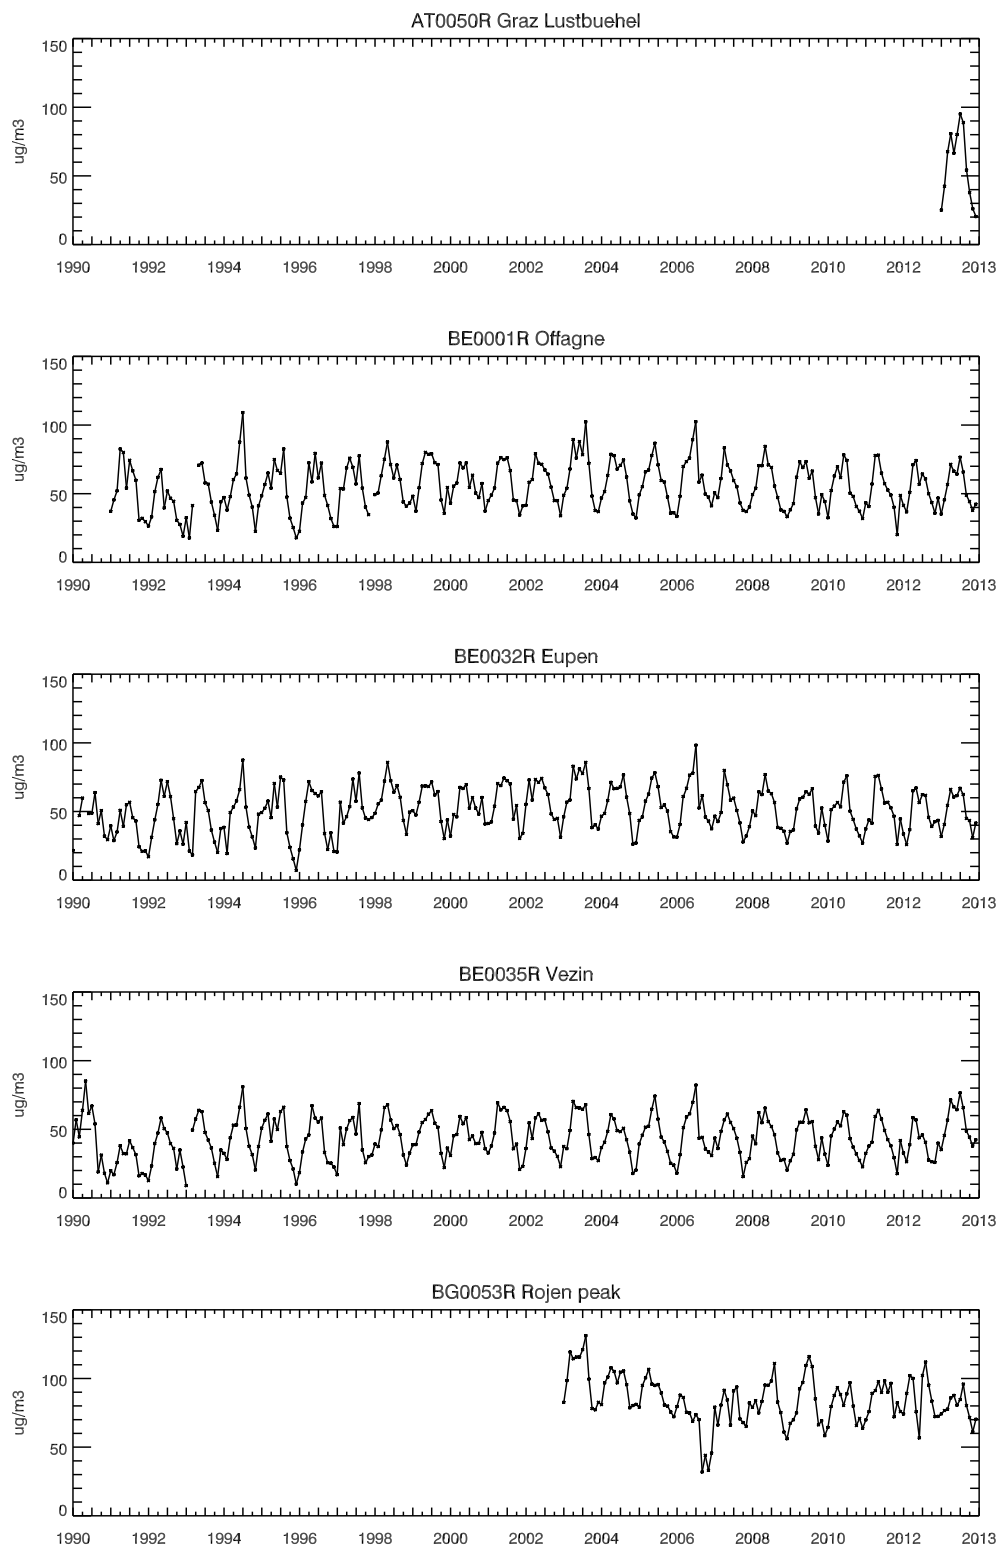 AT0050R Graz Lustbuehel
150
100
50
0
ug/m3
1990 1992 1994 1996 1998 2000 2002 2004 2006 2008 2010 2012 2013
BE0001R Offagne
150
100
50
0
ug/m3
1990 1992 1994 1996 1998 2000 2002 2004 2006 2008 2010 2012 2013
BE0032R Eupen
150
100
50
0
ug/m3
1990 1992 1994 1996 1998 2000 2002 2004 2006 2008 2010 2012 2013
BE0035R Vezin
150
100
50
0
ug/m3
1990 1992 1994 1996 1998 2000 2002 2004 2006 2008 2010 2012 2013
BG0053R Rojen peak
150
100
50
0
ug/m3
1990 1992 1994 1996 1998 2000 2002 2004 2006 2008 2010 2012 2013